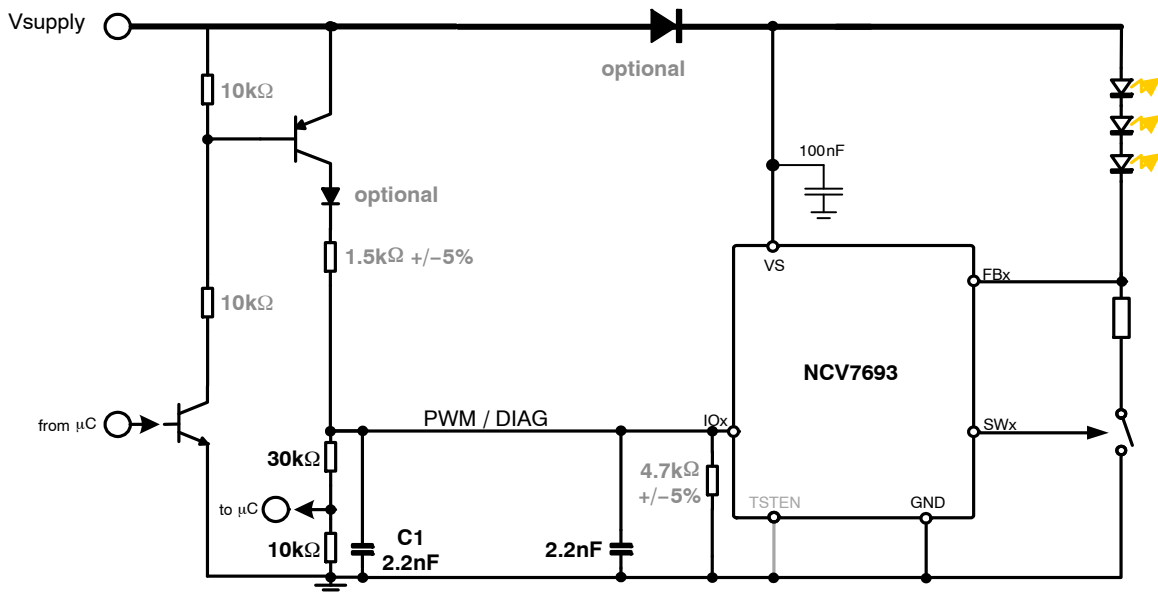 Vsupply
optional
10kΩ
100nF
optional
1.5kΩ +/−5%
VS
FBx
10kΩ
NCV7693
from μC
PWM / DIAG
IOx
SWx
30kΩ
4.7kΩ
+/−5%
to μC
TSTEN
GND
10kΩ
C1
2.2nF
2.2nF